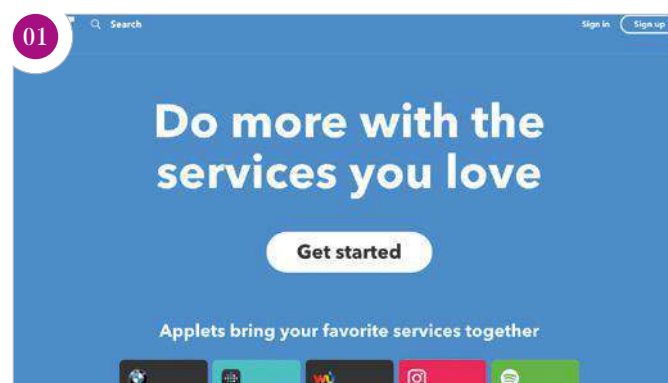 01
Search
Sign in
Sign up
Do more with the
services you love
Get started
Applets bring your favorite services together